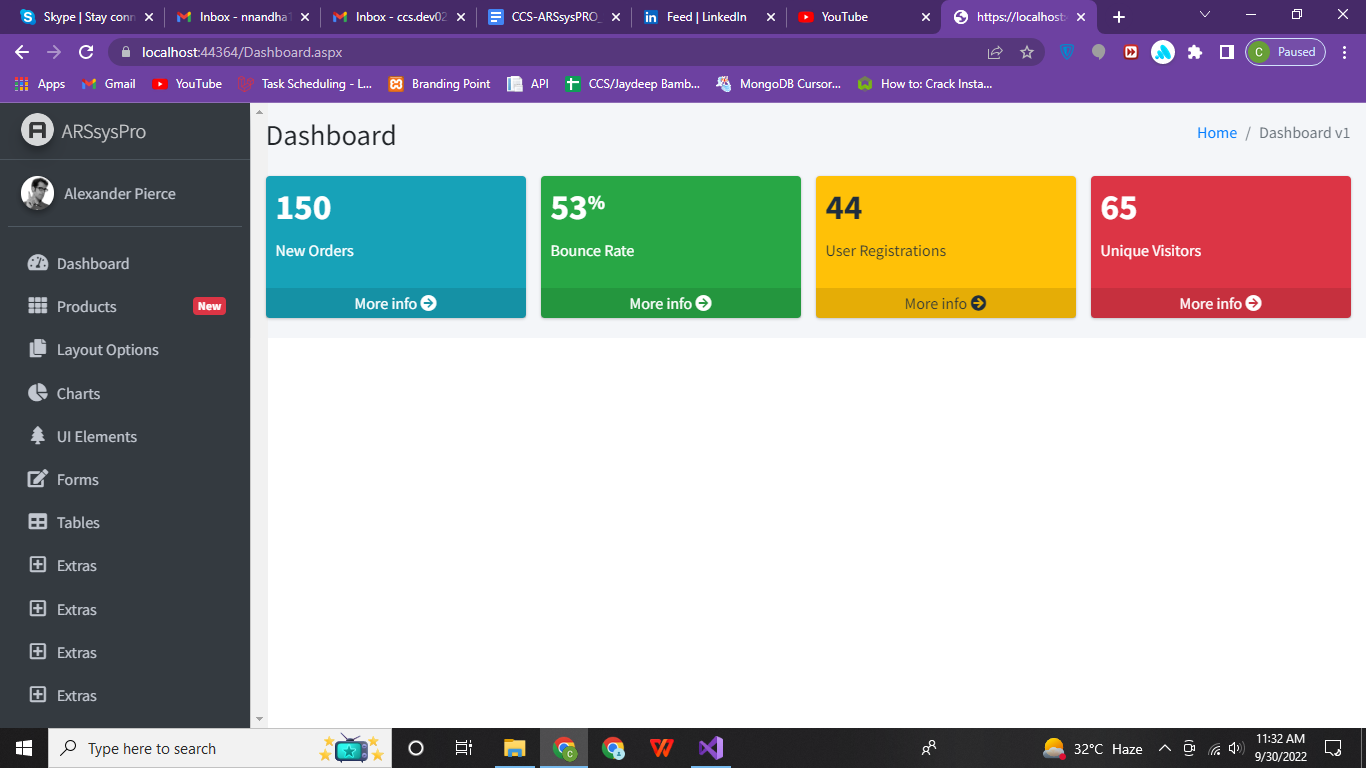 Skype | Stay conn
Inbox - nnandha1
Inbox - ccs.dev02
CCS-ARSsysPRO_
Feed | LinkedIn
YouTube
https://localhost:
localhost:44364/Dashboard.aspx
C Paused
Apps
Gmail
YouTube
Task Scheduling - L...
Branding Point
API
CCS/Jaydeep Bamb...
MongoDB Cursor...
How to: Crack Insta...
ARSsysPro
Alexander Pierce
Dashboard
Products
New
Layout Options
Charts
UI Elements
Forms
Tables
Extras
Extras
Extras
Extras
Dashboard
Home / Dashboard v1
150
New Orders
More info
53%
Bounce Rate
More info
44
User Registrations
More info
65
Unique Visitors
More info
Type here to search
32°C Haze
11:32 AM
9/30/2022